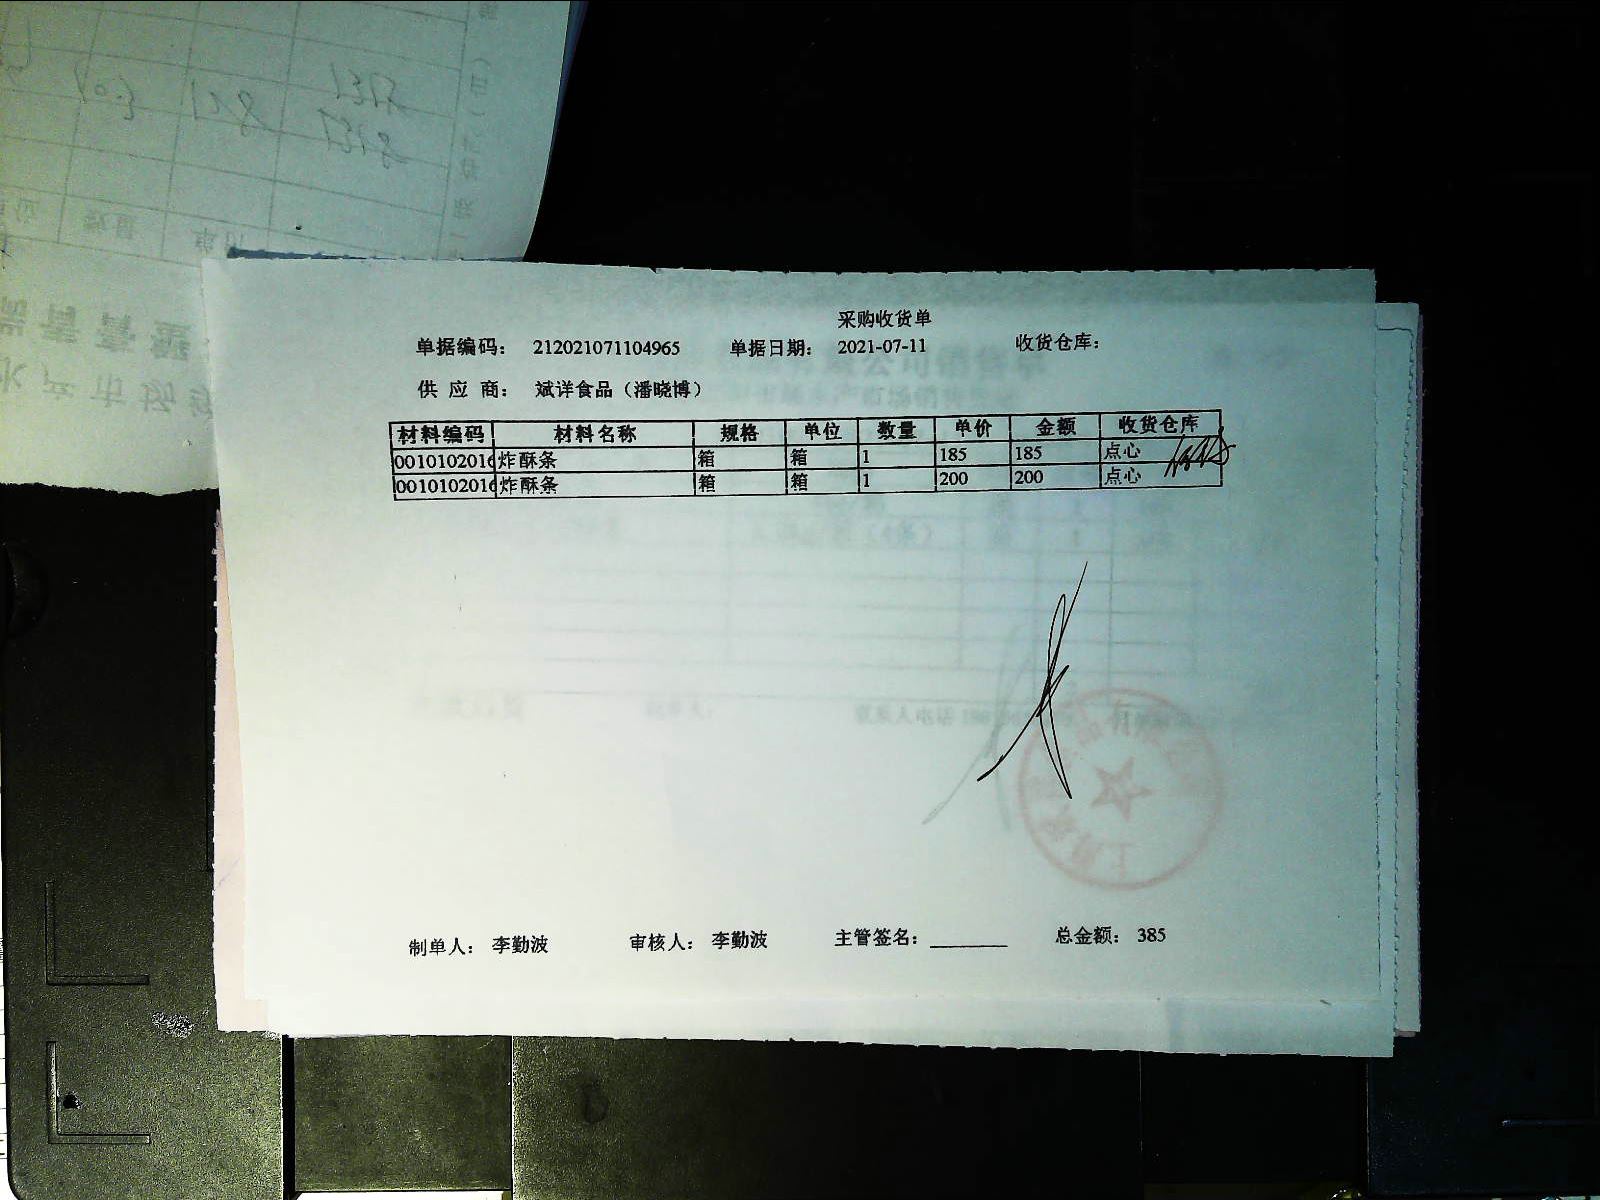 采购收货单
单据编码： 212021071104965 单据日期： 2021-07-11 收货仓库：
供 应 商： 斌详食品（潘晓博）
材料编码 材料名称 规格 单位 数量 单价 金额 收货仓库
0010102016 炸酥条 箱 箱 1 185 185 点心
0010102016 炸酥条 箱 箱 1 200 200 点心
制单人： 李勤波 审核人： 李勤波 主管签名： 总金额： 385